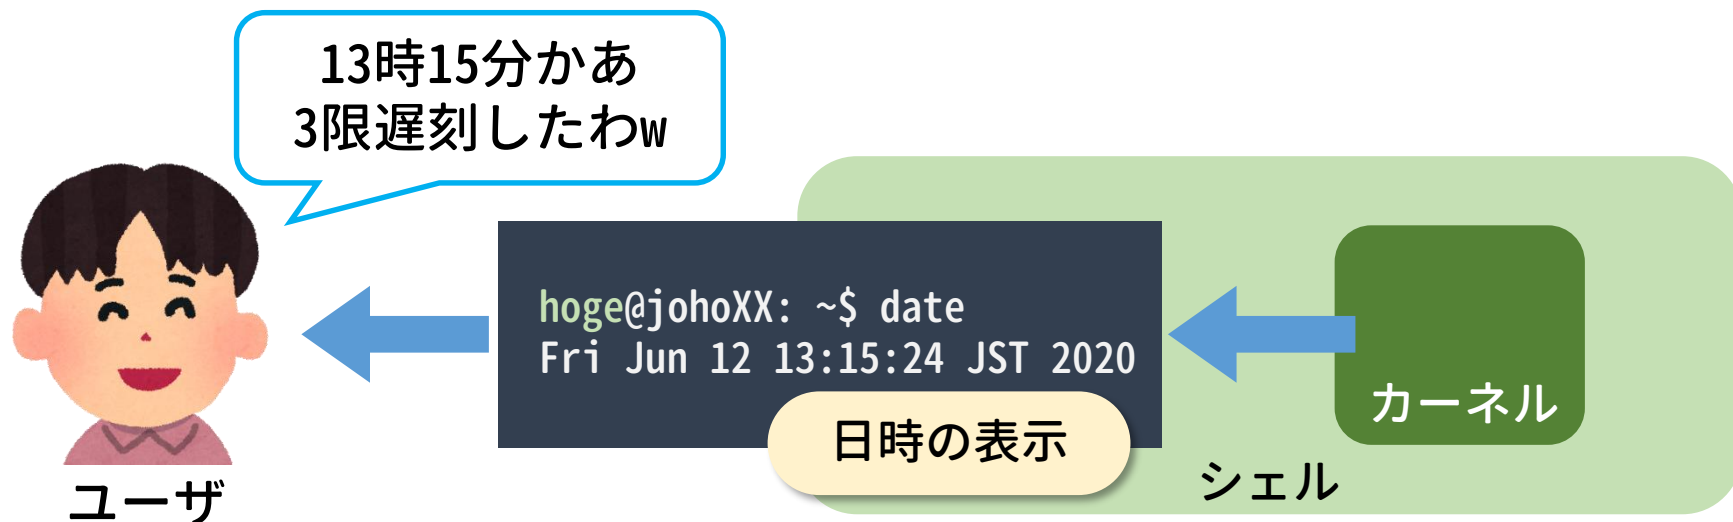 13時15分かあ
3限遅刻したわw
hoge@johoXX: ~$ date
Fri Jun 12 13:15:24 JST 2020
日時の表示
カーネル
シェル
ユーザ